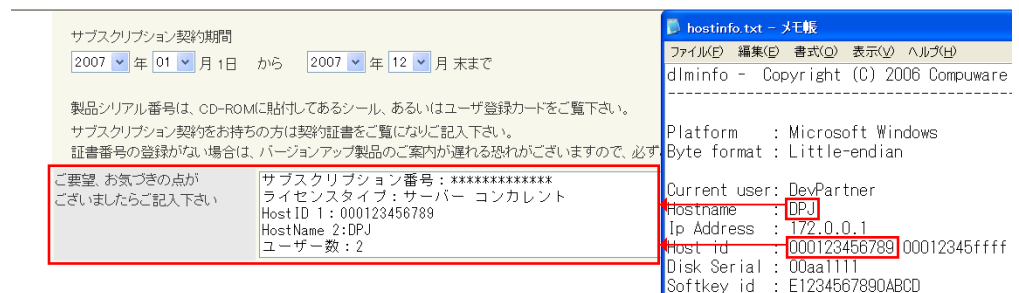 サブスクリプション契約期間
2007 年 01 月 1日 から 2007 年 12 月 末まで
製品シリアル番号は、CD-ROMに貼付してあるシール、あるいはユーザ登録カードをご覧下さい。
サブスクリプション契約をお持ちの方は契約証書をご覧になりご記入下さい。
証書番号の登録がない場合は、バージョンアップ製品のご案内が遅れる恐れがございますので、必ず
ご要望、お気づきの点が
ございましたらご記入下さい
サブスクリプション番号:*************
ライセンスタイプ:サーバー コンカレント
HostID 1:000123456789
HostName 2:DPJ
ユーザー数:2
hostinfo.txt - メモ帳
ファイル(F) 編集(E) 書式(O) 表示(V) ヘルプ(H)
dlminfo - Copyright (C) 2006 Compuware
----------------------------------------
Platform : Microsoft Windows
Byte format : Little-endian
Current user: DevPartner
Hostname : DPJ
Ip Address : 172.0.0.1
Host id : 000123456789 00012345ffff
Disk Serial : 00aa1111
Softkey id : E1234567890ABCD